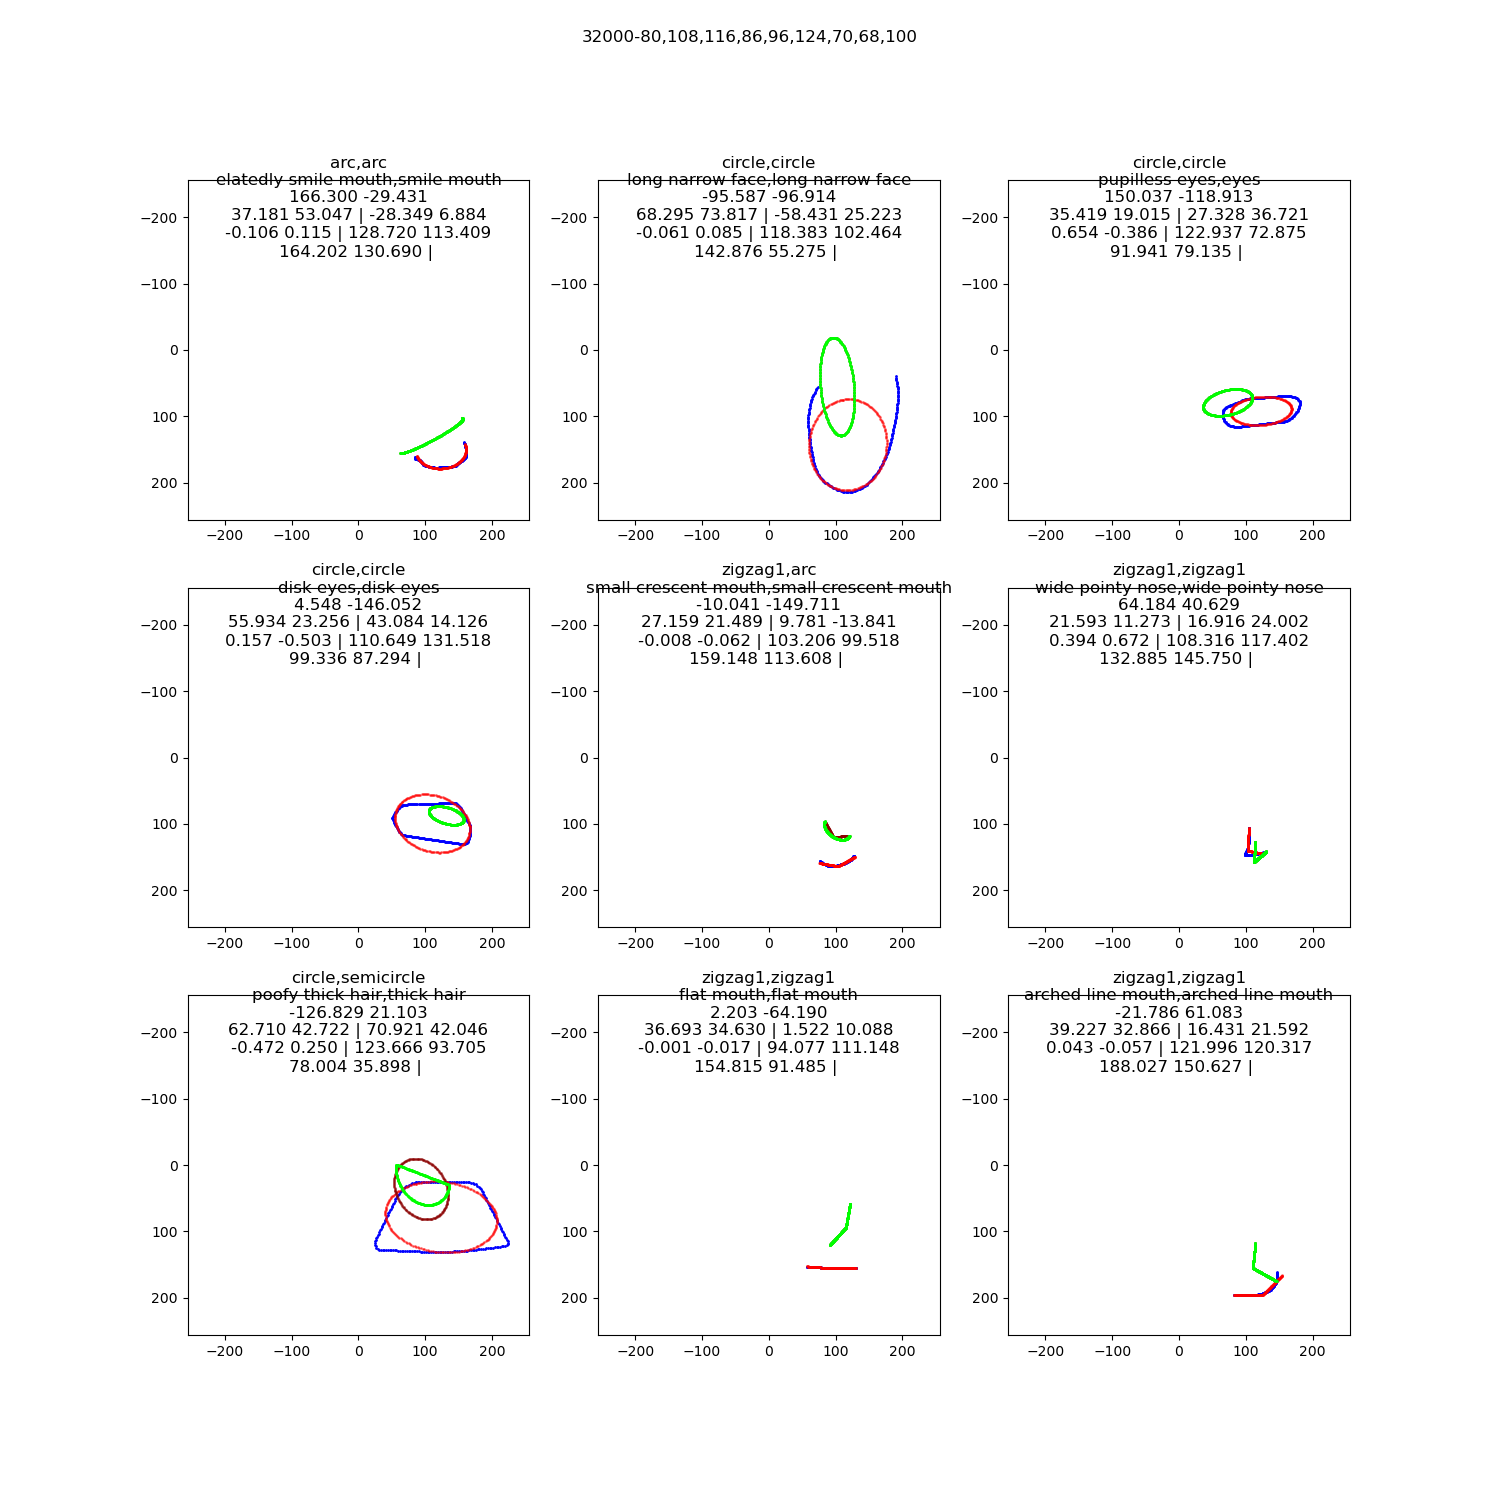 32000-80,108,116,86,96,124,70,68,100
arc,arc
elatedly smile mouth,smile mouth
166.300 -29.431
37.181 53.047 | -28.349 6.884
-0.106 0.115 | 128.720 113.409
164.202 130.690 |
−200
−100
0
100
200
−200 −100 0 100 200
circle,circle
long narrow face,long narrow face
-95.587 -96.914
68.295 73.817 | -58.431 25.223
-0.061 0.085 | 118.383 102.464
142.876 55.275 |
−200
−100
0
100
200
−200 −100 0 100 200
circle,circle
pupilless eyes,eyes
150.037 -118.913
35.419 19.015 | 27.328 36.721
0.654 -0.386 | 122.937 72.875
91.941 79.135 |
−200
−100
0
100
200
−200 −100 0 100 200
circle,circle
disk eyes,disk eyes
4.548 -146.052
55.934 23.256 | 43.084 14.126
0.157 -0.503 | 110.649 131.518
99.336 87.294 |
−200
−100
0
100
200
−200 −100 0 100 200
zigzag1,arc
small crescent mouth,small crescent mouth
-10.041 -149.711
27.159 21.489 | 9.781 -13.841
-0.008 -0.062 | 103.206 99.518
159.148 113.608 |
−200
−100
0
100
200
−200 −100 0 100 200
zigzag1,zigzag1
wide pointy nose,wide pointy nose
64.184 40.629
21.593 11.273 | 16.916 24.002
0.394 0.672 | 108.316 117.402
132.885 145.750 |
−200
−100
0
100
200
−200 −100 0 100 200
circle,semicircle
poofy thick hair,thick hair
-126.829 21.103
62.710 42.722 | 70.921 42.046
-0.472 0.250 | 123.666 93.705
78.004 35.898 |
−200
−100
0
100
200
−200 −100 0 100 200
zigzag1,zigzag1
flat mouth,flat mouth
2.203 -64.190
36.693 34.630 | 1.522 10.088
-0.001 -0.017 | 94.077 111.148
154.815 91.485 |
−200
−100
0
100
200
−200 −100 0 100 200
zigzag1,zigzag1
arched line mouth,arched line mouth
-21.786 61.083
39.227 32.866 | 16.431 21.592
0.043 -0.057 | 121.996 120.317
188.027 150.627 |
−200
−100
0
100
200
−200 −100 0 100 200